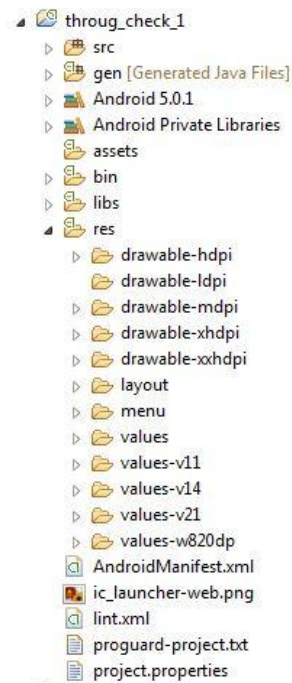 throug_check_1
src
gen [Generated Java Files]
Android 5.0.1
Android Private Libraries
assets
bin
libs
res
drawable-hdpi
drawable-ldpi
drawable-mdpi
drawable-xhdpi
drawable-xxhdpi
layout
menu
values
values-v11
values-v14
values-v21
values-w820dp
AndroidManifest.xml
ic_launcher-web.png
lint.xml
proguard-project.txt
project.properties